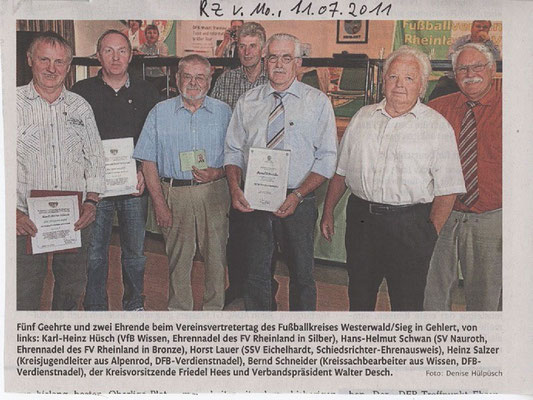 RZ v. Mo., 11.07.2011
Fußball
Rheinla
Fünf Geehrte und zwei Ehrende beim Vereinsvertretertag des Fußballkreises Westerwald/Sieg in Gehlert, von
links: Karl-Heinz Hüsch (VfB Wissen, Ehrennadel des FV Rheinland in Silber), Hans-Helmut Schwan (SV Nauroth,
Ehrennadel des FV Rheinland in Bronze), Horst Lauer (SSV Eichelhardt, Schiedsrichter-Ehrenausweis), Heinz Salzer
(Kreisjugendleiter aus Alpenrod, DFB-Verdienstnadel), Bernd Schneider (Kreissachbearbeiter aus Wissen, DFB-
Verdienstnadel), der Kreisvorsitzende Friedel Hees und Verbandspräsident Walter Desch.
Foto: Denise Hülpüsch